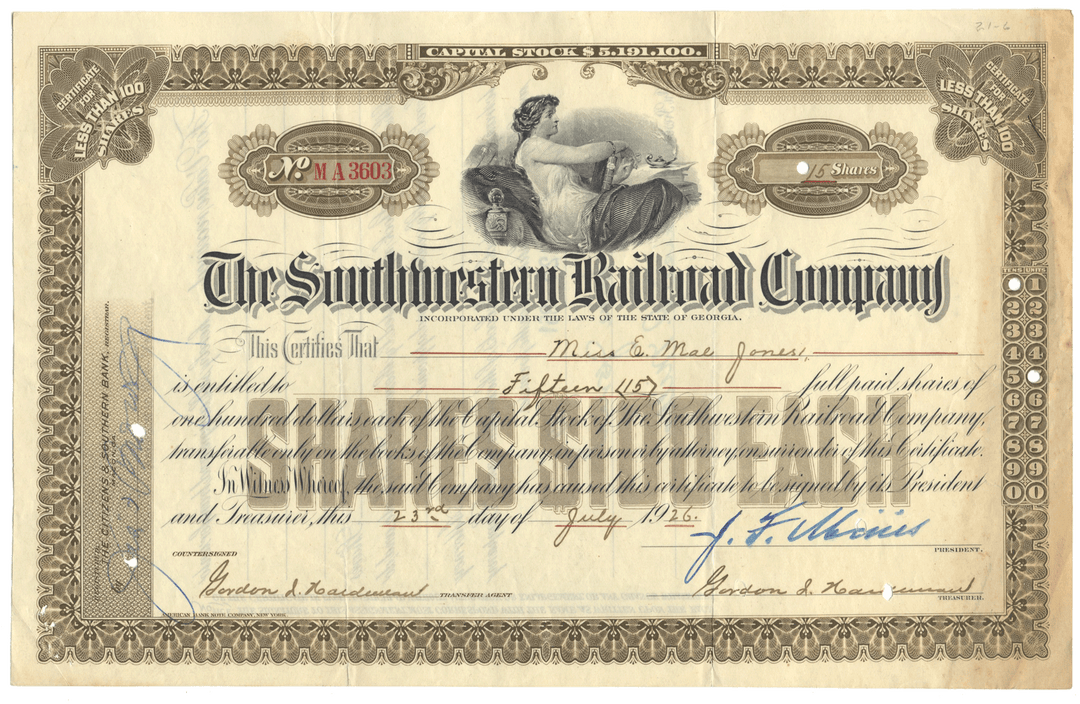 21-6
CAPITAL STOCK $5,191,100.
CERTIFICATE FOR LESS THAN 100 SHARES
CERTIFICATE FOR LESS THAN 100 SHARES
No. MA3603
15 Shares
The Southwestern Railroad Company
INCORPORATED UNDER THE LAWS OF THE STATE OF GEORGIA.
This Certifies That Miss E. Mae Jones,
is entitled to Fifteen (15) full paid shares of
one hundred dollars each of the Capital Stock of The Southwestern Railroad Company,
transferable only on the books of the Company, in person or by attorney, on surrender of this Certificate.
SHARES $100 EACH
In Witness Whereof, the said Company has caused this certificate to be signed by its President
and Treasurer, this 23rd day of July, 1926.
PRESIDENT.
COUNTERSIGNED
Gordon S. TRANSFER AGENT
Gordon S. TREASURER.
AMERICAN BANK NOTE COMPANY, NEW YORK.
THE CITIZENS & SOUTHERN BANK, REGISTRAR.
BY
TENS UNITS
1 1
2 2
3 3
4 4
5 5
6 6
7 7
8 8
9 9
0 0